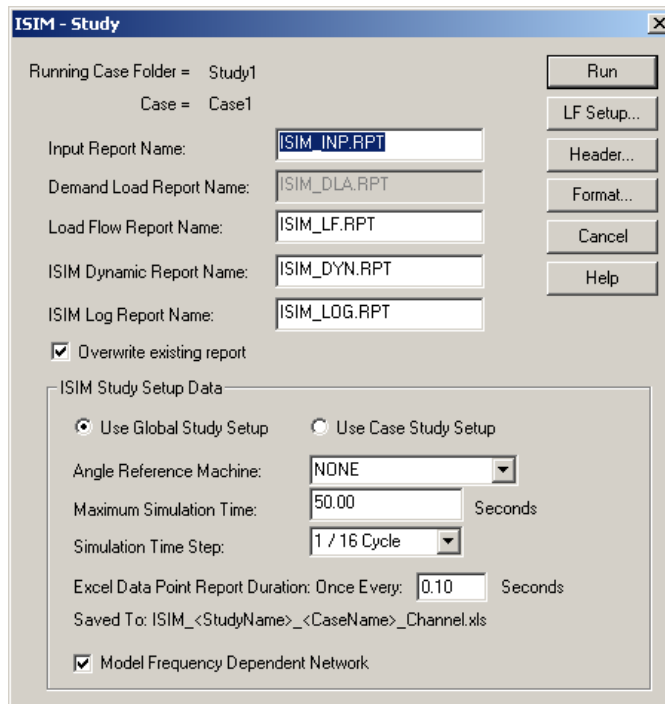 ISIM - Study
Running Case Folder = Study1
Case = Case1
Input Report Name: ISIM_INP.RPT
Demand Load Report Name: ISIM_DLA.RPT
Load Flow Report Name: ISIM_LF.RPT
ISIM Dynamic Report Name: ISIM_DYN.RPT
ISIM Log Report Name: ISIM_LOG.RPT
Overwrite existing report
Run
LF Setup...
Header...
Format...
Cancel
Help
ISIM Study Setup Data
Use Global Study Setup Use Case Study Setup
Angle Reference Machine: NONE
Maximum Simulation Time: 50.00 Seconds
Simulation Time Step: 1 / 16 Cycle
Excel Data Point Report Duration: Once Every: 0.10 Seconds
Saved To: ISIM_<StudyName>_<CaseName>_Channel.xls
Model Frequency Dependent Network